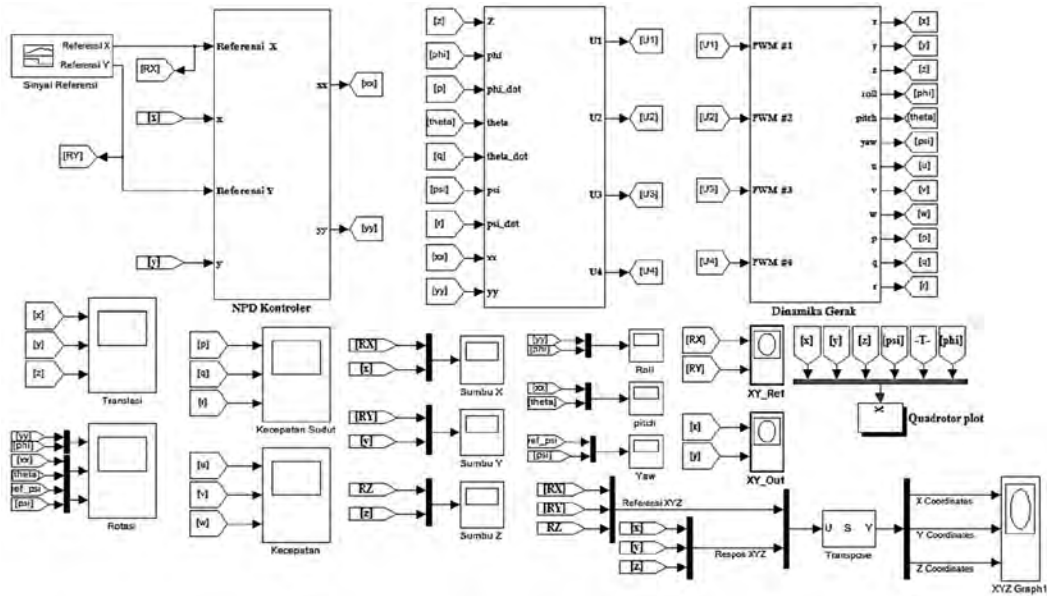 Referensi X
Referensi Y
Sinyal Referensi
[RX]
[RY]
[x]
[y]
Referensi X
x
Referensi Y
y
xx
yy
NPD Kontroler
[xx]
[yy]
[z]
[phi]
[p]
[theta]
[q]
[psi]
[r]
[xx]
[yy]
Z
phi
phi_dot
theta
theta_dot
psi
psi_dot
xx
yy
U1
U2
U3
U4
[U1]
[U2]
[U3]
[U4]
[U1]
[U2]
[U3]
[U4]
PWM #1
PWM #2
PWM #3
PWM #4
x
y
z
roll
pitch
yaw
u
v
w
p
q
r
Dinamika Gerak
[x]
[y]
[z]
[phi]
[theta]
[psi]
[u]
[v]
[w]
[p]
[q]
[r]
[x]
[y]
[z]
Translasi
[yy]
[phi]
[xx]
[theta]
ref_psi
[psi]
Rotasi
[p]
[q]
[r]
Kecepatan Sudut
[u]
[v]
[w]
Kecepatan
[RX]
[x]
Sumbu X
[RY]
[y]
Sumbu Y
RZ
[z]
Sumbu Z
[yy]
[phi]
Roll
[xx]
[theta]
pitch
ref_psi
[psi]
Yaw
[RX]
[RY]
XY_Ref
[x]
[y]
XY_Out
[x] [y] [z] [psi] -T- [phi]
X
Quadrotor plot
[RX]
[RY]
RZ
Referensi XYZ
[x]
[y]
[z]
Respos XYZ
U S Y
Transpose
X Coordinates
Y Coordinates
Z Coordinates
XYZ Graph1